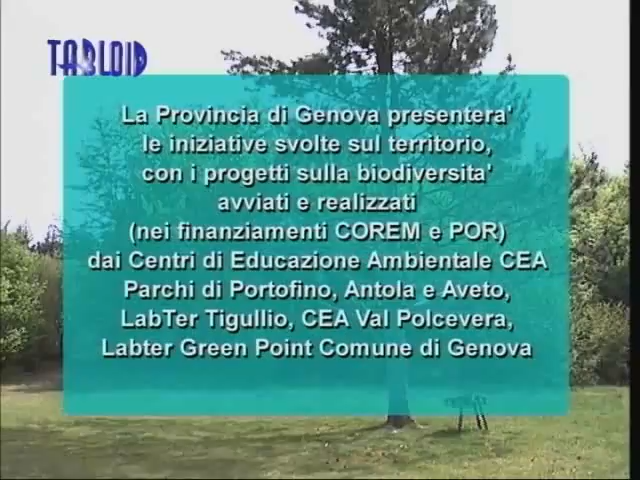 TABLOID
La Provincia di Genova presentera'
le iniziative svolte sul territorio,
con i progetti sulla biodiversita'
avviati e realizzati
(nei finanziamenti COREM e POR)
dai Centri di Educazione Ambientale CEA
Parchi di Portofino, Antola e Aveto,
LabTer Tigullio, CEA Val Polcevera,
Labter Green Point Comune di Genova